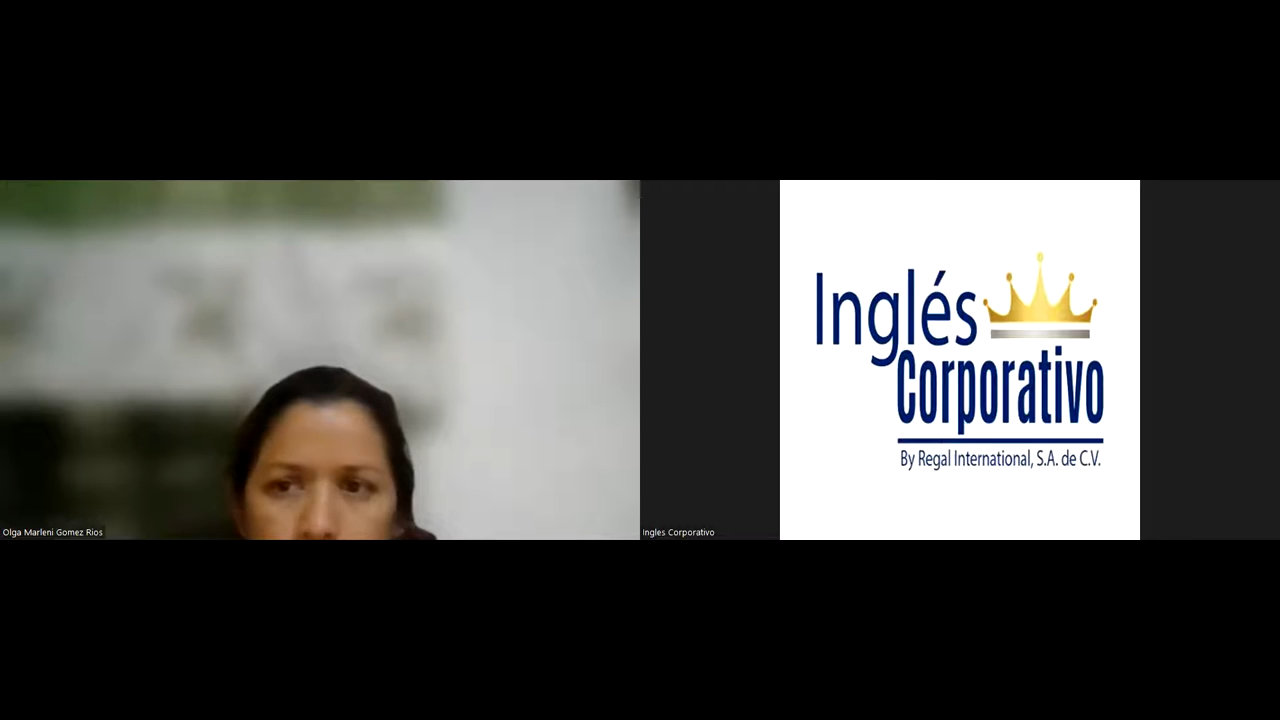 Inglés
Corporativo
By Regal International, S.A. de C.V.
Olga Marleni Gomez Rios
Ingles Corporativo